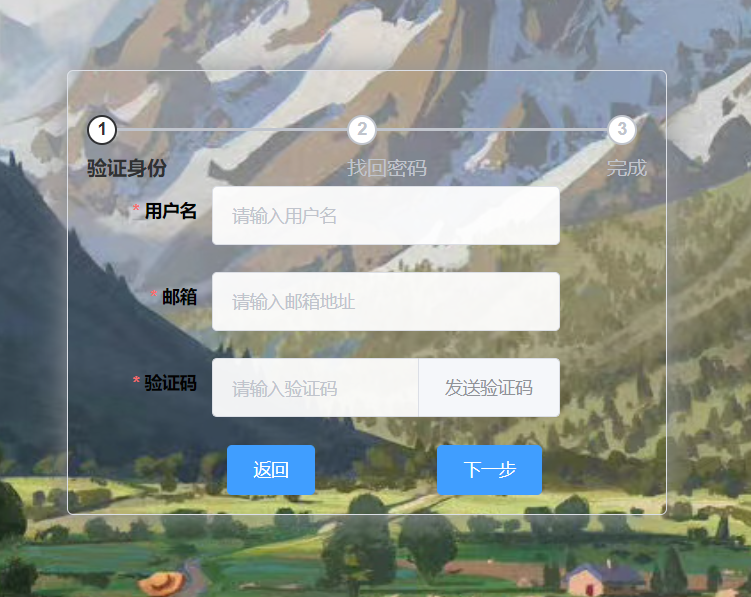 1 2 3
验证身份 找回密码 完成
* 用户名 请输入用户名
* 邮箱 请输入邮箱地址
* 验证码 请输入验证码 发送验证码
返回 下一步